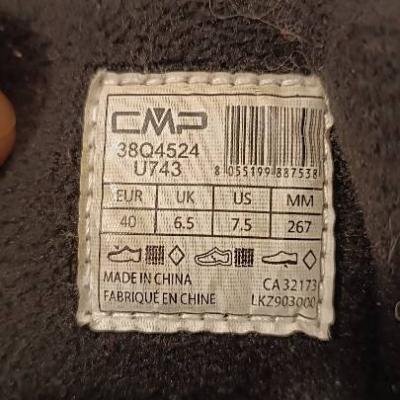 CMP
38Q4524
U743
8 055199 887538
EUR UK US MM
40 6.5 7.5 267
MADE IN CHINA CA 32173
FABRIQUÉ EN CHINE LKZ903000